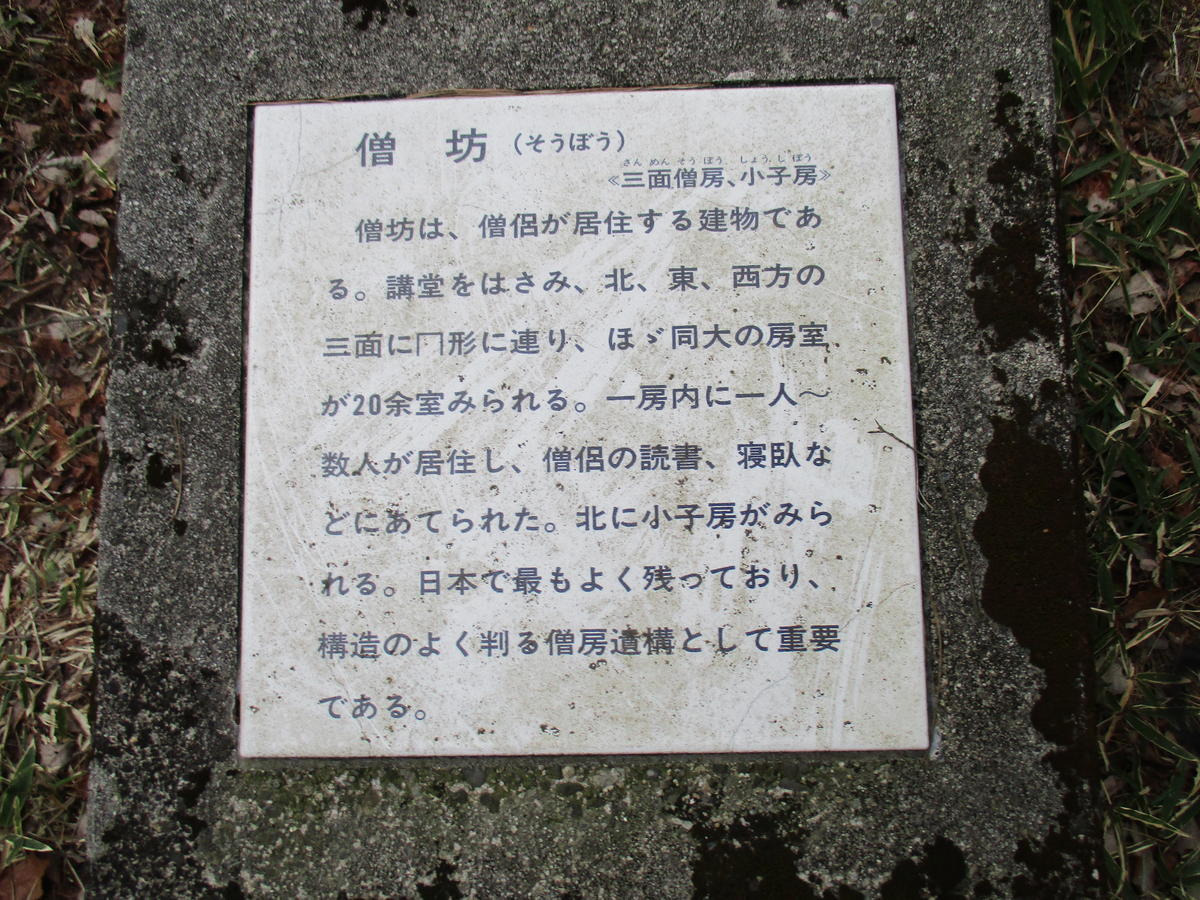 僧 坊 (そうぼう)
さんめんそうぼう、しょうしぼう
《三面僧房、小子房》
僧坊は、僧侶が居住する建物であ
る。講堂をはさみ、北、東、西方の
三面に冂形に連り、ほゞ同大の房室
が20余室みられる。一房内に一人～
数人が居住し、僧侶の読書、寝臥な
どにあてられた。北に小子房がみら
れる。日本で最もよく残っており、
構造のよく判る僧房遺構として重要
である。